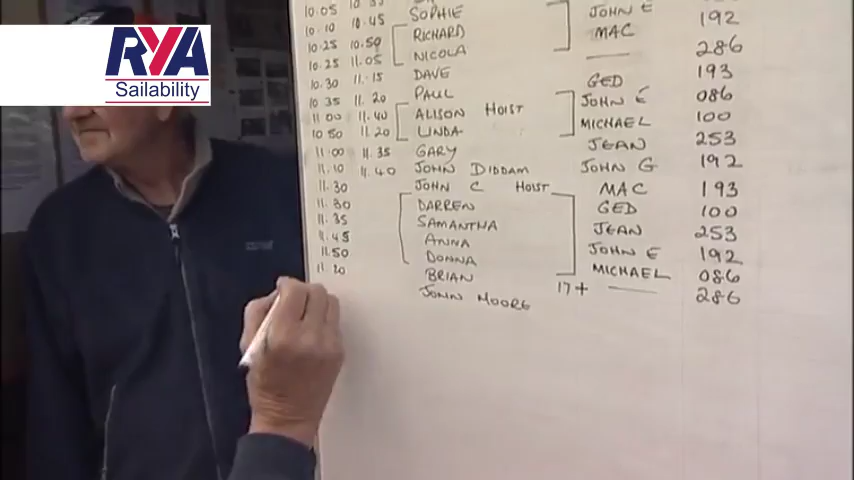 RYA
Sailability
10.05 10.35
10.10 10.45 SOPHIE JOHN E 192
10.25 10.50 RICHARD MAC
10.25 11.05 NICOLA — 286
10.30 11.15 DAVE GED 193
10.35 11.20 PAUL JOHN E 086
11.00 11.40 ALISON HOIST MICHAEL 100
10.50 11.20 LINDA JEAN 253
11.00 11.35 GARY JOHN G 192
11.10 11.40 JOHN DIDDAM MAC 193
11.30 JOHN C HOIST GED 100
11.30 DARREN JEAN 253
11.35 SAMANTHA JOHN E 192
11.45 ANNA MICHAEL 086
11.50 DONNA 17+ — 286
11.20 BRIAN
JOHN MOORE